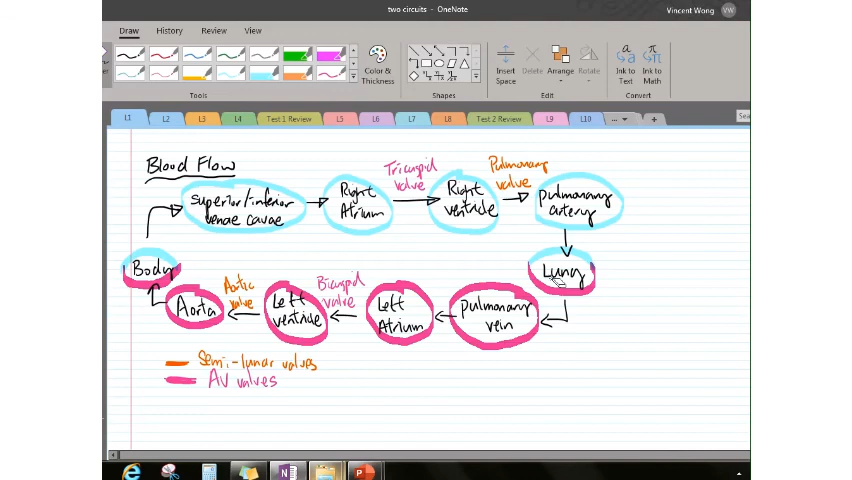 two circuits - OneNote
Vincent Wong VW
Draw History Review View
Color &
Thickness
Insert
Space
Delete
Arrange
Rotate
Ink to
Text
Ink to
Math
Tools
Shapes
Edit
Convert
L1 L2 L3 L4 Test 1 Review L5 L6 L7 L8 Test 2 Review L9 L10 ... +
Sea
Blood Flow
superior/inferior
venae cavae
Right
Atrium
Tricuspid
valve
Right
ventricle
Pulmonary
valve
pulmonary
artery
Body
Lung
Aorta
Aortic
valve
Left
ventricle
Bicuspid
valve
Left
Atrium
pulmonary
vein
Semi-lunar valves
AV valves